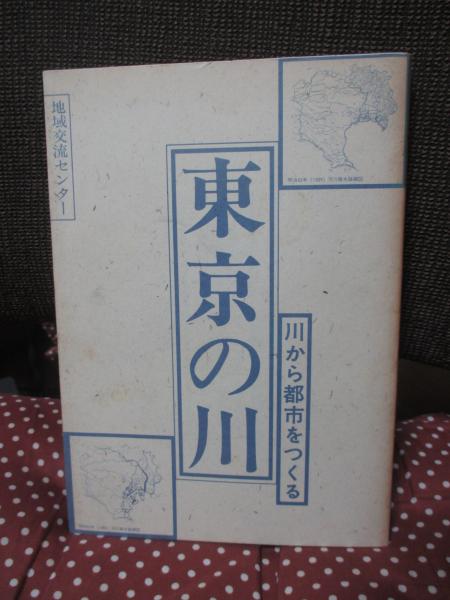 東京の川
川から都市をつくる
地域交流センター